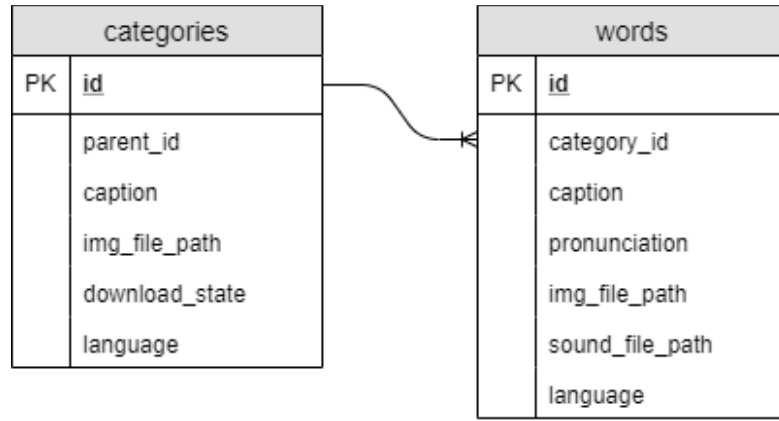 categories
PK id
parent_id
caption
img_file_path
download_state
language
words
PK id
category_id
caption
pronunciation
img_file_path
sound_file_path
language